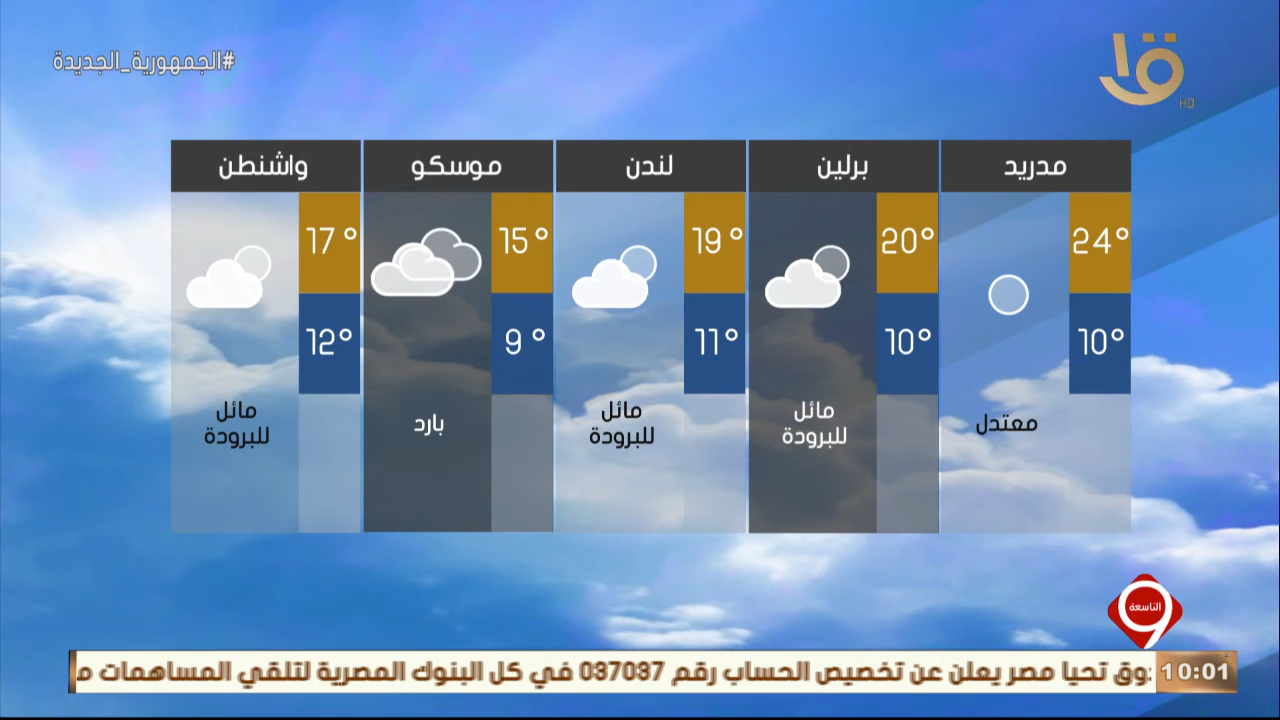 #الجمهورية_الجديدة
HD
مدريد
24°
10°
معتدل
برلين
20°
10°
مائل
للبرودة
لندن
19°
11°
مائل
للبرودة
موسكو
15°
9°
بارد
واشنطن
17°
12°
مائل
للبرودة
التاسعة
9
10:01
تحيا مصر يعلن عن تخصيص الحساب رقم 037037 في كل البنوك المصرية لتلقي المساهمات